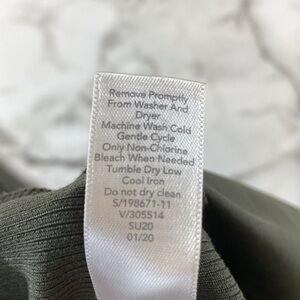 Remove Promptly
From Washer And
Dryer
Machine Wash Cold
Gentle Cycle
Only Non-Chlorine
Bleach When Needed
Tumble Dry Low
Cool Iron
Do not dry clean
S/198671-11
V/305514
SU20
01/20